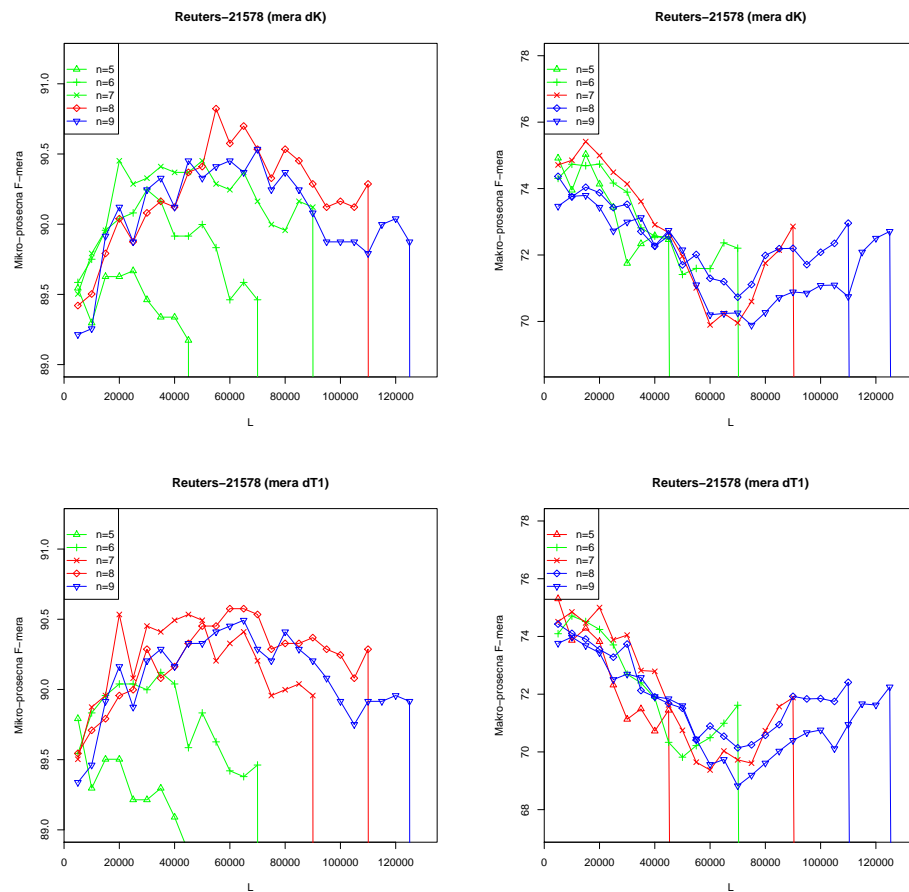 Reuters−21578 (mera dK)
Mikro−prosecna F−mera
91.0
90.5
90.0
89.5
89.0
n=5
n=6
n=7
n=8
n=9
0 20000 40000 60000 80000 100000 120000
L
Reuters−21578 (mera dK)
Makro−prosecna F−mera
78
76
74
72
70
n=5
n=6
n=7
n=8
n=9
0 20000 40000 60000 80000 100000 120000
L
Reuters−21578 (mera dT1)
Mikro−prosecna F−mera
91.0
90.5
90.0
89.5
89.0
n=5
n=6
n=7
n=8
n=9
0 20000 40000 60000 80000 100000 120000
L
Reuters−21578 (mera dT1)
Makro−prosecna F−mera
78
76
74
72
70
68
n=5
n=6
n=7
n=8
n=9
0 20000 40000 60000 80000 100000 120000
L